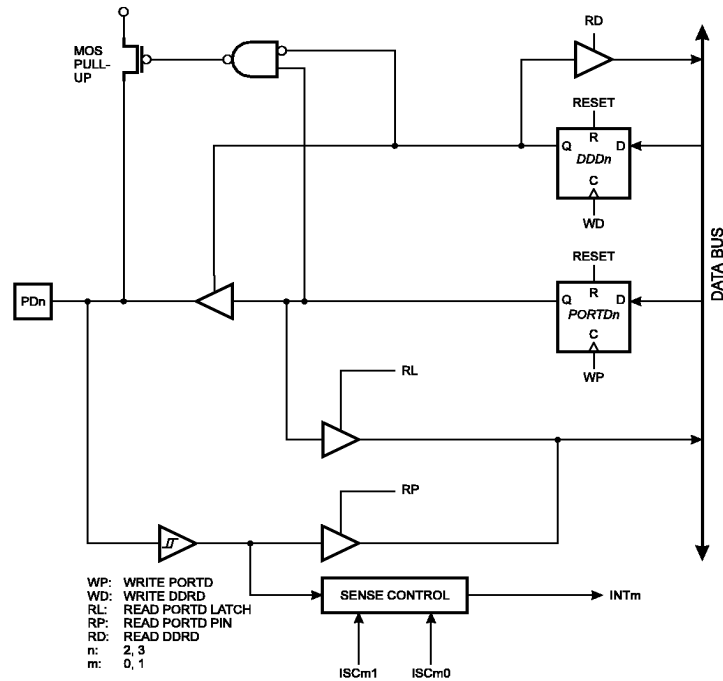 MOS
PULL-
UP
RD
RESET
R
Q
D
DDDn
C
WD
RESET
PDn
R
Q
D
PORTDn
C
WP
DATA BUS
RL
RP
WP: WRITE PORTD
WD: WRITE DDRD
RL: READ PORTD LATCH
RP: READ PORTD PIN
RD: READ DDRD
n: 2, 3
m: 0, 1
SENSE CONTROL
INTm
ISCm1
ISCm0